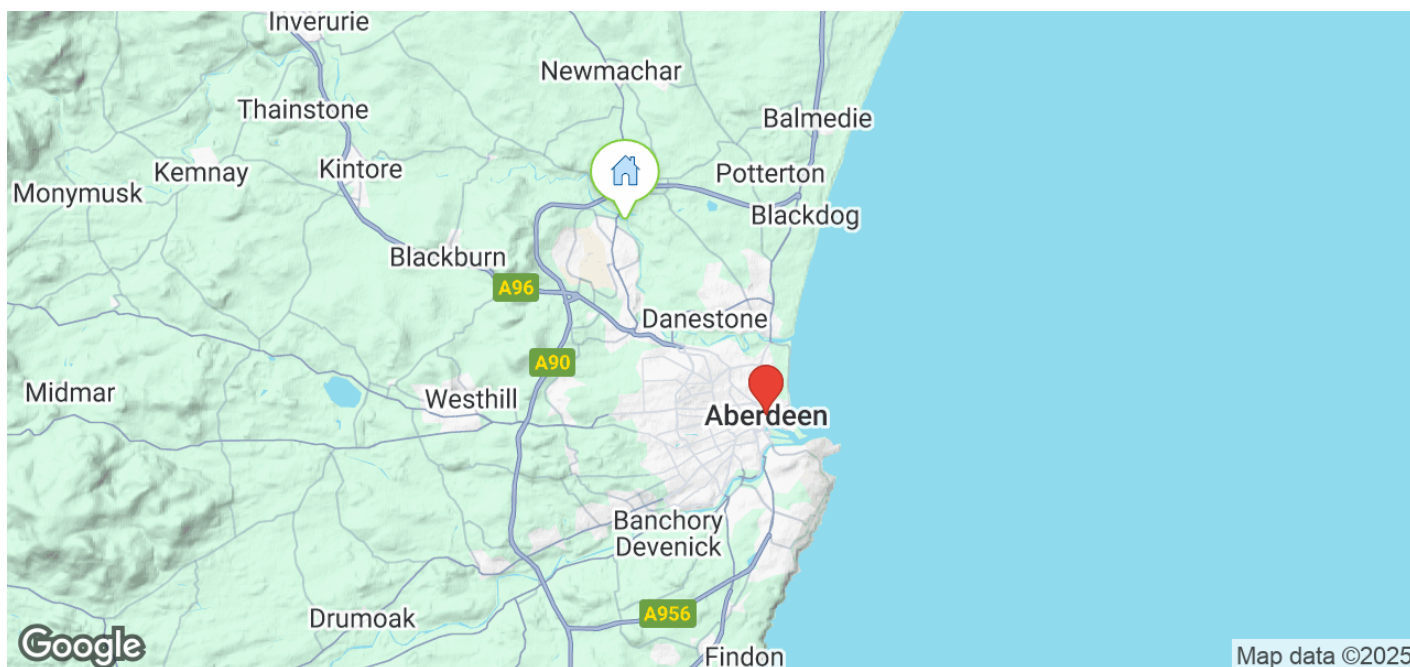 Inverurie
Newmachar
Thainstone
Balmedie
Kemnay
Kintore
Potterton
Monymusk
Blackdog
Blackburn
A96
Danestone
A90
Midmar
Westhill
Aberdeen
Banchory
Devenick
Drumoak
A956
Google
Findon
Map data ©2025